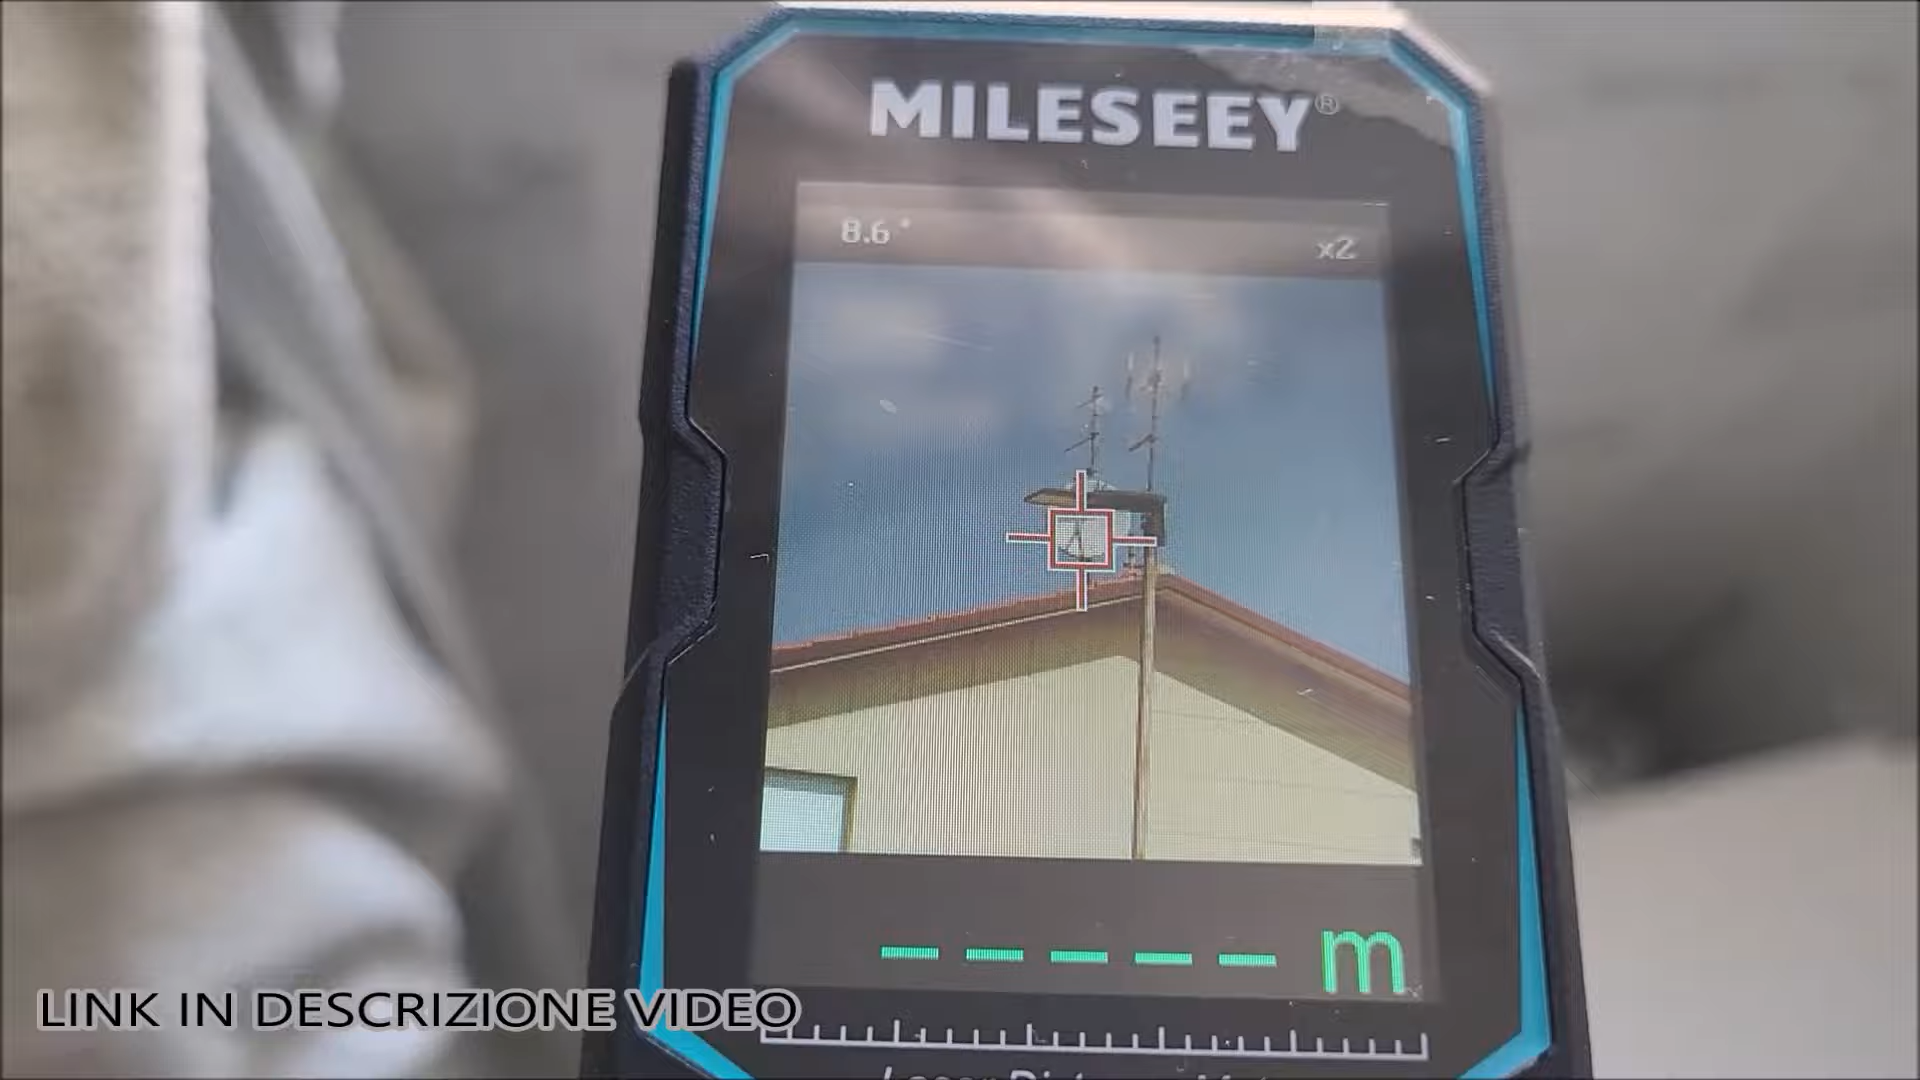 MILESEEY®
8.6°
x2
----- m
LINK IN DESCRIZIONE VIDEO